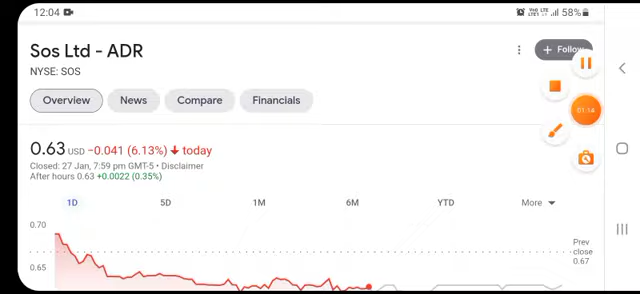 12:04
58%
Sos Ltd - ADR
+ Follow
NYSE: SOS
01:14
Overview
News
Compare
Financials
0.63 USD −0.041 (6.13%) today
Closed: 27 Jan, 7:59 pm GMT-5 • Disclaimer
After hours 0.63 +0.0022 (0.35%)
1D
5D
1M
6M
YTD
More
0.70
Prev
close
0.67
0.65